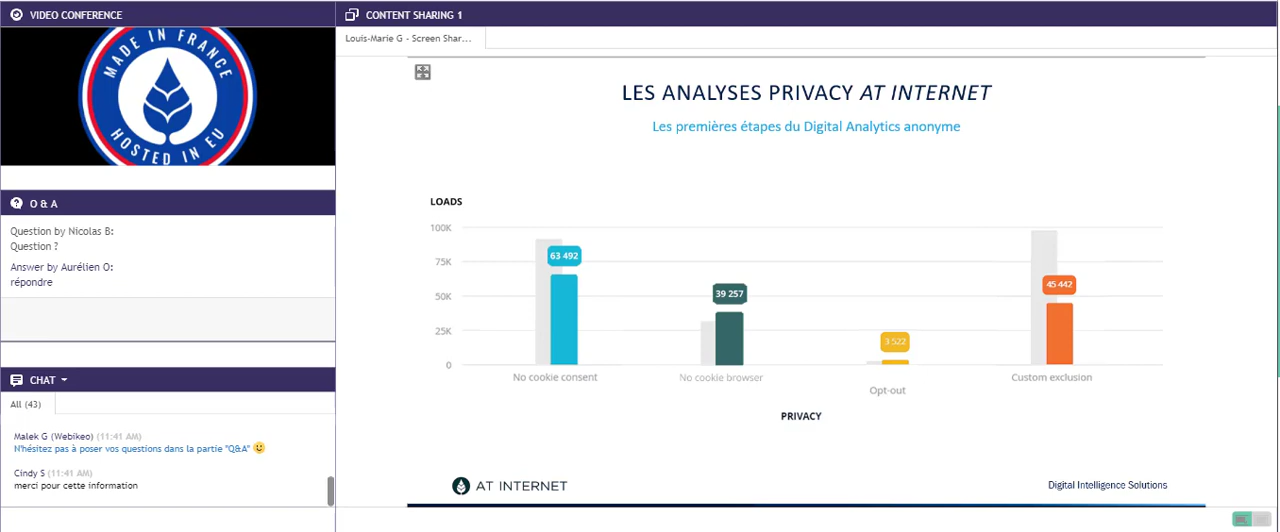 VIDEO CONFERENCE
MADE IN FRANCE
HOSTED IN EU
Q & A
Question by Nicolas B:
Question ?
Answer by Aurélien O:
répondre
CHAT
All (43)
Malek G (Webikeo) (11:41 AM)
N'hésitez pas à poser vos questions dans la partie "Q&A" 🙂
Cindy S (11:41 AM)
merci pour cette information
CONTENT SHARING 1
Louis-Marie G - Screen Shar...
LES ANALYSES PRIVACY AT INTERNET
Les premières étapes du Digital Analytics anonyme
LOADS
100K
75K
50K
25K
0
63 492
39 257
3 522
45 442
No cookie consent
No cookie browser
Opt-out
Custom exclusion
PRIVACY
AT INTERNET
Digital Intelligence Solutions